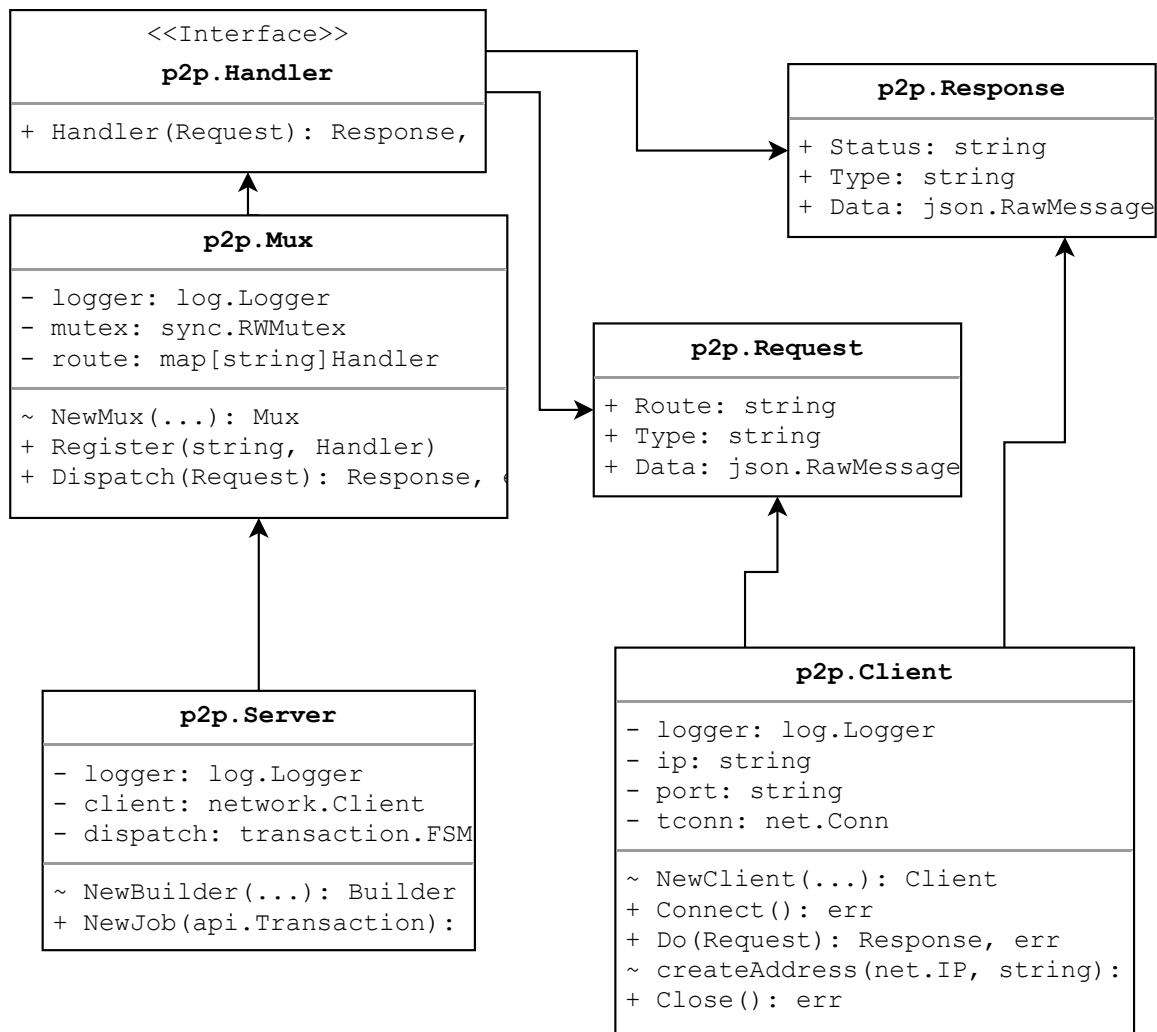 <<Interface>>
p2p.Handler
+ Handler(Request): Response,
p2p.Mux
- logger: log.Logger
- mutex: sync.RWMutex
- route: map[string]Handler
~ NewMux(...): Mux
+ Register(string, Handler)
+ Dispatch(Request): Response,
p2p.Server
- logger: log.Logger
- client: network.Client
- dispatch: transaction.FSM
~ NewBuilder(...): Builder
+ NewJob(api.Transaction):
p2p.Response
+ Status: string
+ Type: string
+ Data: json.RawMessage
p2p.Request
+ Route: string
+ Type: string
+ Data: json.RawMessage
p2p.Client
- logger: log.Logger
- ip: string
- port: string
- tconn: net.Conn
~ NewClient(...): Client
+ Connect(): err
+ Do(Request): Response, err
~ createAddress(net.IP, string):
+ Close(): err